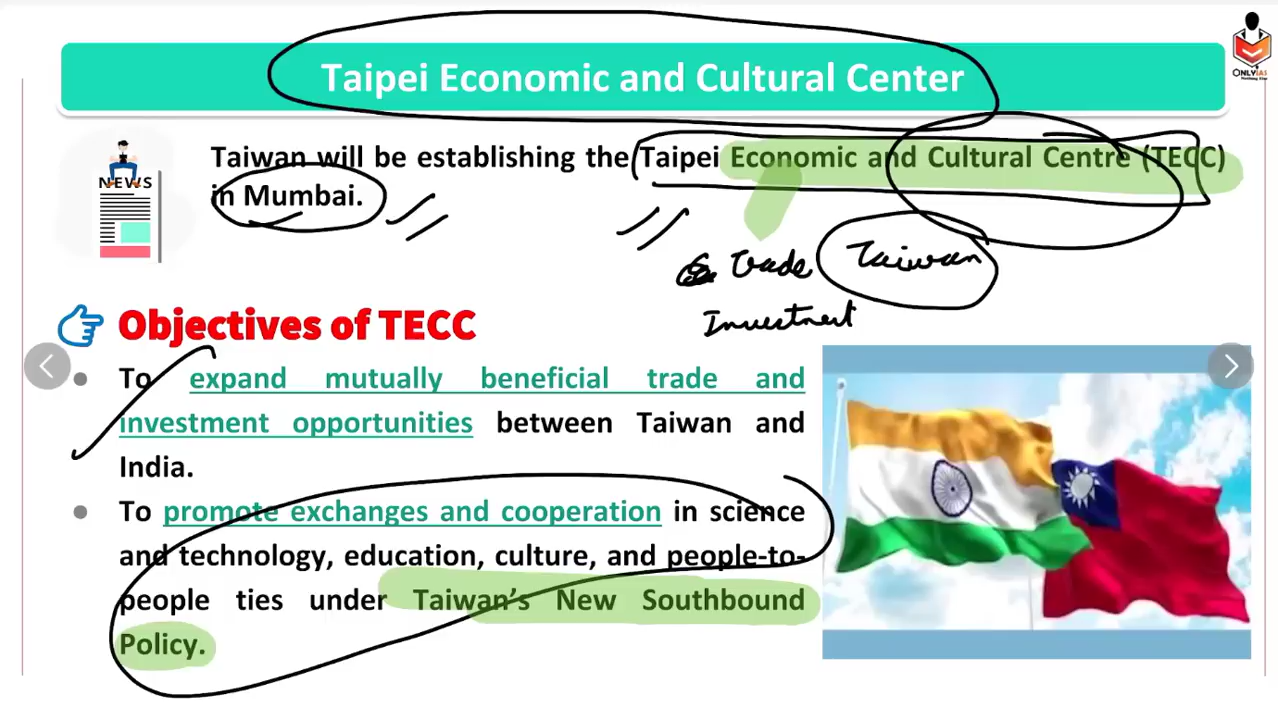 Taipei Economic and Cultural Center
ONLYIAS
NEWS
Taiwan will be establishing the Taipei Economic and Cultural Centre (TECC)
in Mumbai.
Trade Taiwan
Investment
Objectives of TECC
To expand mutually beneficial trade and
investment opportunities between Taiwan and
India.
To promote exchanges and cooperation in science
and technology, education, culture, and people-to-
people ties under Taiwan’s New Southbound
Policy.